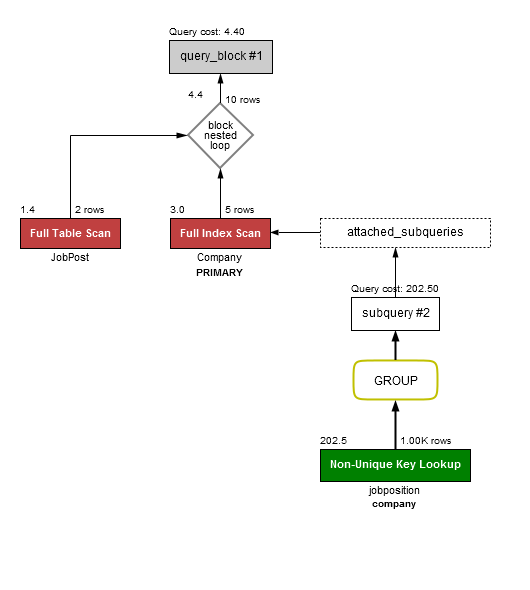 Query cost: 4.40
query_block #1
4.4
10 rows
block
nested
loop
1.4
2 rows
3.0
5 rows
Full Table Scan
Full Index Scan
attached_subqueries
JobPost
Company
PRIMARY
Query cost: 202.50
subquery #2
GROUP
202.5
1.00K rows
Non-Unique Key Lookup
jobposition
company